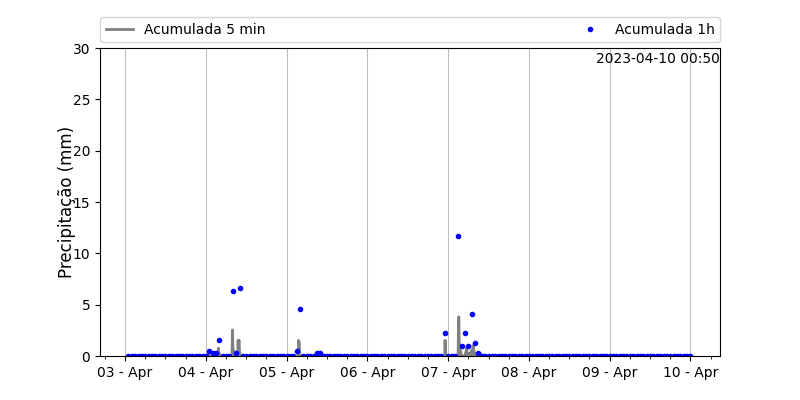 Acumulada 5 min
Acumulada 1h
2023-04-10 00:50
Precipitação (mm)
30
25
20
15
10
5
0
03 - Apr
04 - Apr
05 - Apr
06 - Apr
07 - Apr
08 - Apr
09 - Apr
10 - Apr